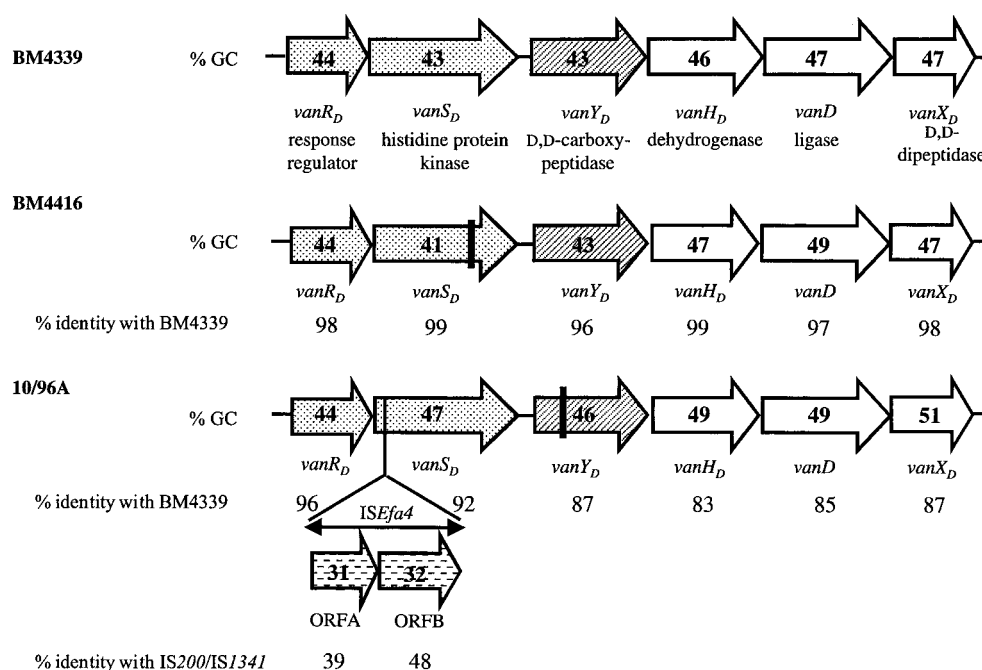 BM4339
% GC 44 43 43 46 47 47
vanR_D vanS_D vanY_D vanH_D vanD vanX_D
response regulator histidine protein kinase D,D-carboxy-peptidase dehydrogenase ligase D,D-dipeptidase
BM4416
% GC 44 41 43 47 49 47
vanR_D vanS_D vanY_D vanH_D vanD vanX_D
% identity with BM4339 98 99 96 99 97 98
10/96A
% GC 44 47 46 49 49 51
vanR_D vanS_D vanY_D vanH_D vanD vanX_D
% identity with BM4339 96 92 87 83 85 87
ISEfa4
31 32
ORFA ORFB
% identity with IS200/IS1341 39 48